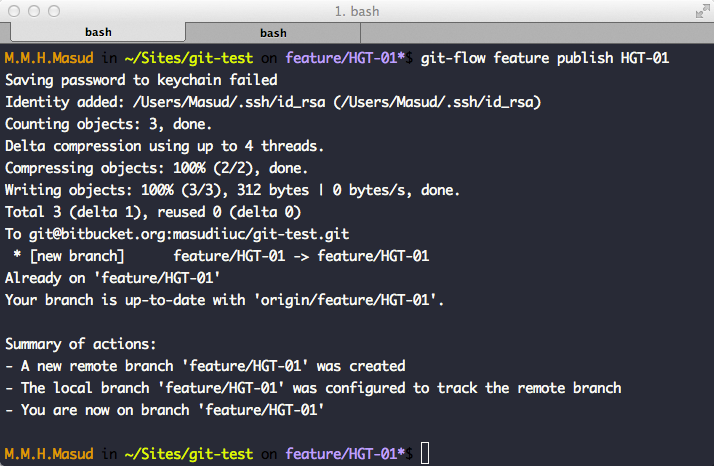 1. bash
bash bash
M.M.H.Masud in ~/Sites/git-test on feature/HGT-01*$ git-flow feature publish HGT-01
Saving password to keychain failed
Identity added: /Users/Masud/.ssh/id_rsa (/Users/Masud/.ssh/id_rsa)
Counting objects: 3, done.
Delta compression using up to 4 threads.
Compressing objects: 100% (2/2), done.
Writing objects: 100% (3/3), 312 bytes | 0 bytes/s, done.
Total 3 (delta 1), reused 0 (delta 0)
To git@bitbucket.org:masudiiuc/git-test.git
 * [new branch]      feature/HGT-01 -> feature/HGT-01
Already on 'feature/HGT-01'
Your branch is up-to-date with 'origin/feature/HGT-01'.
Summary of actions:
- A new remote branch 'feature/HGT-01' was created
- The local branch 'feature/HGT-01' was configured to track the remote branch
- You are now on branch 'feature/HGT-01'
M.M.H.Masud in ~/Sites/git-test on feature/HGT-01*$